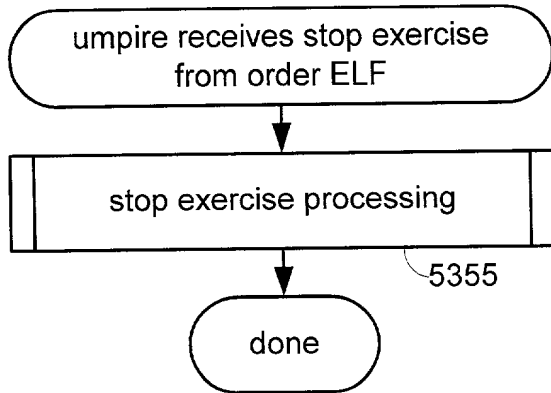 umpire receives stop exercise
from order ELF
stop exercise processing
5355
done